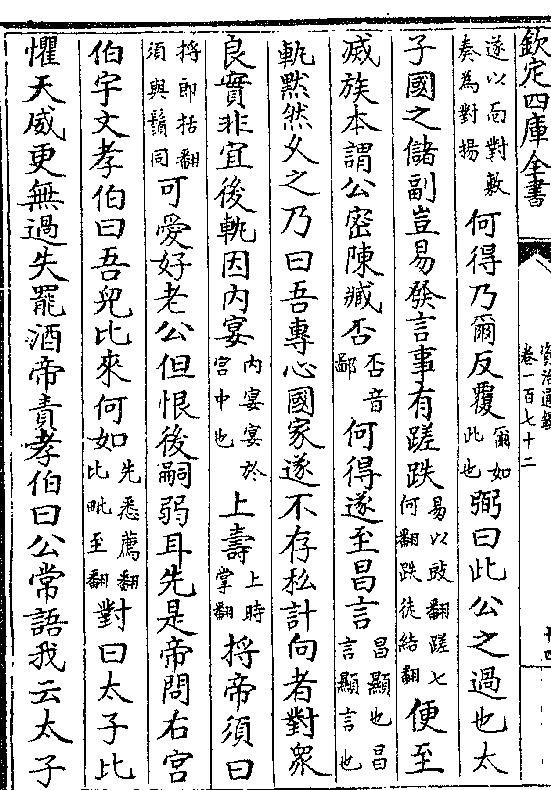 欽定四庫全書
卷一百七十二
遂以面對敷奏為對揚何得乃爾反覆爾如此也弼曰此公之過也太
子國之儲副豈易發言事有蹉跌易以豉翻蹉七何翻跌徒結翻便至
滅族本謂公密陳臧否否音鄙何得遂至昌言昌顯也昌言顯言也
軌黙然久之乃曰吾專心國家遂不存私計向者對衆
良實非宜後軌因内宴内宴宴於宫中也上壽上時掌翻捋帝須曰
捋郎括翻須與鬚同可愛好老公但恨後嗣弱耳先是帝問右宫
伯宇文孝伯曰吾兒比來何如先悉薦翻比毗至翻對曰太子比
懼天威更無過失罷酒帝責孝伯曰公常語我云太子